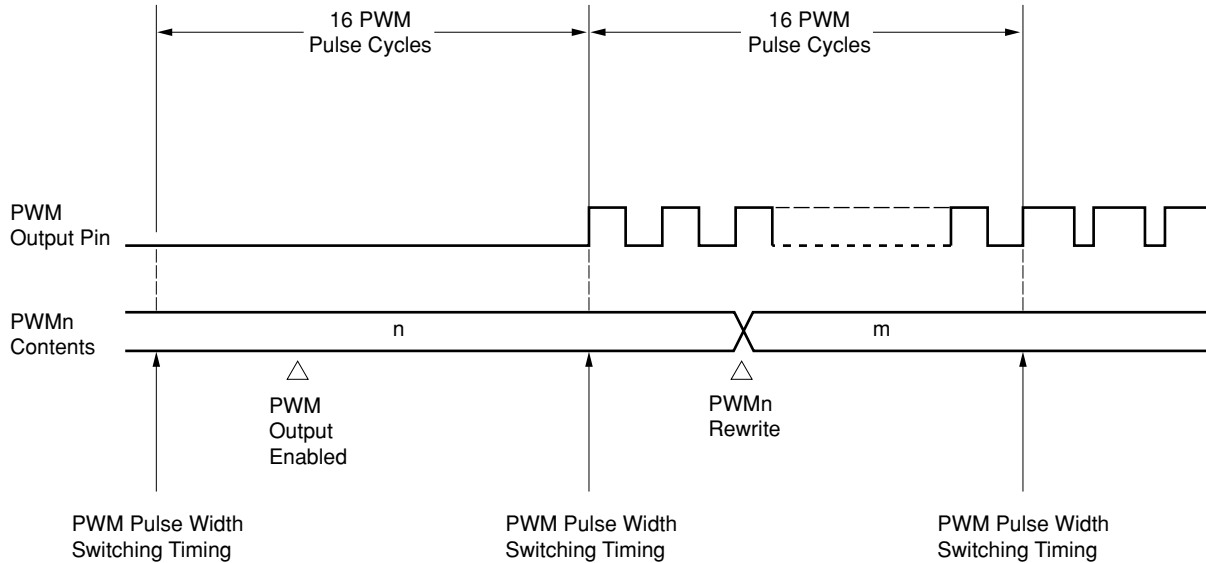 16 PWM
Pulse Cycles
16 PWM
Pulse Cycles
PWM
Output Pin
PWMn
Contents
n
m
PWM
Output
Enabled
PWMn
Rewrite
PWM Pulse Width
Switching Timing
PWM Pulse Width
Switching Timing
PWM Pulse Width
Switching Timing